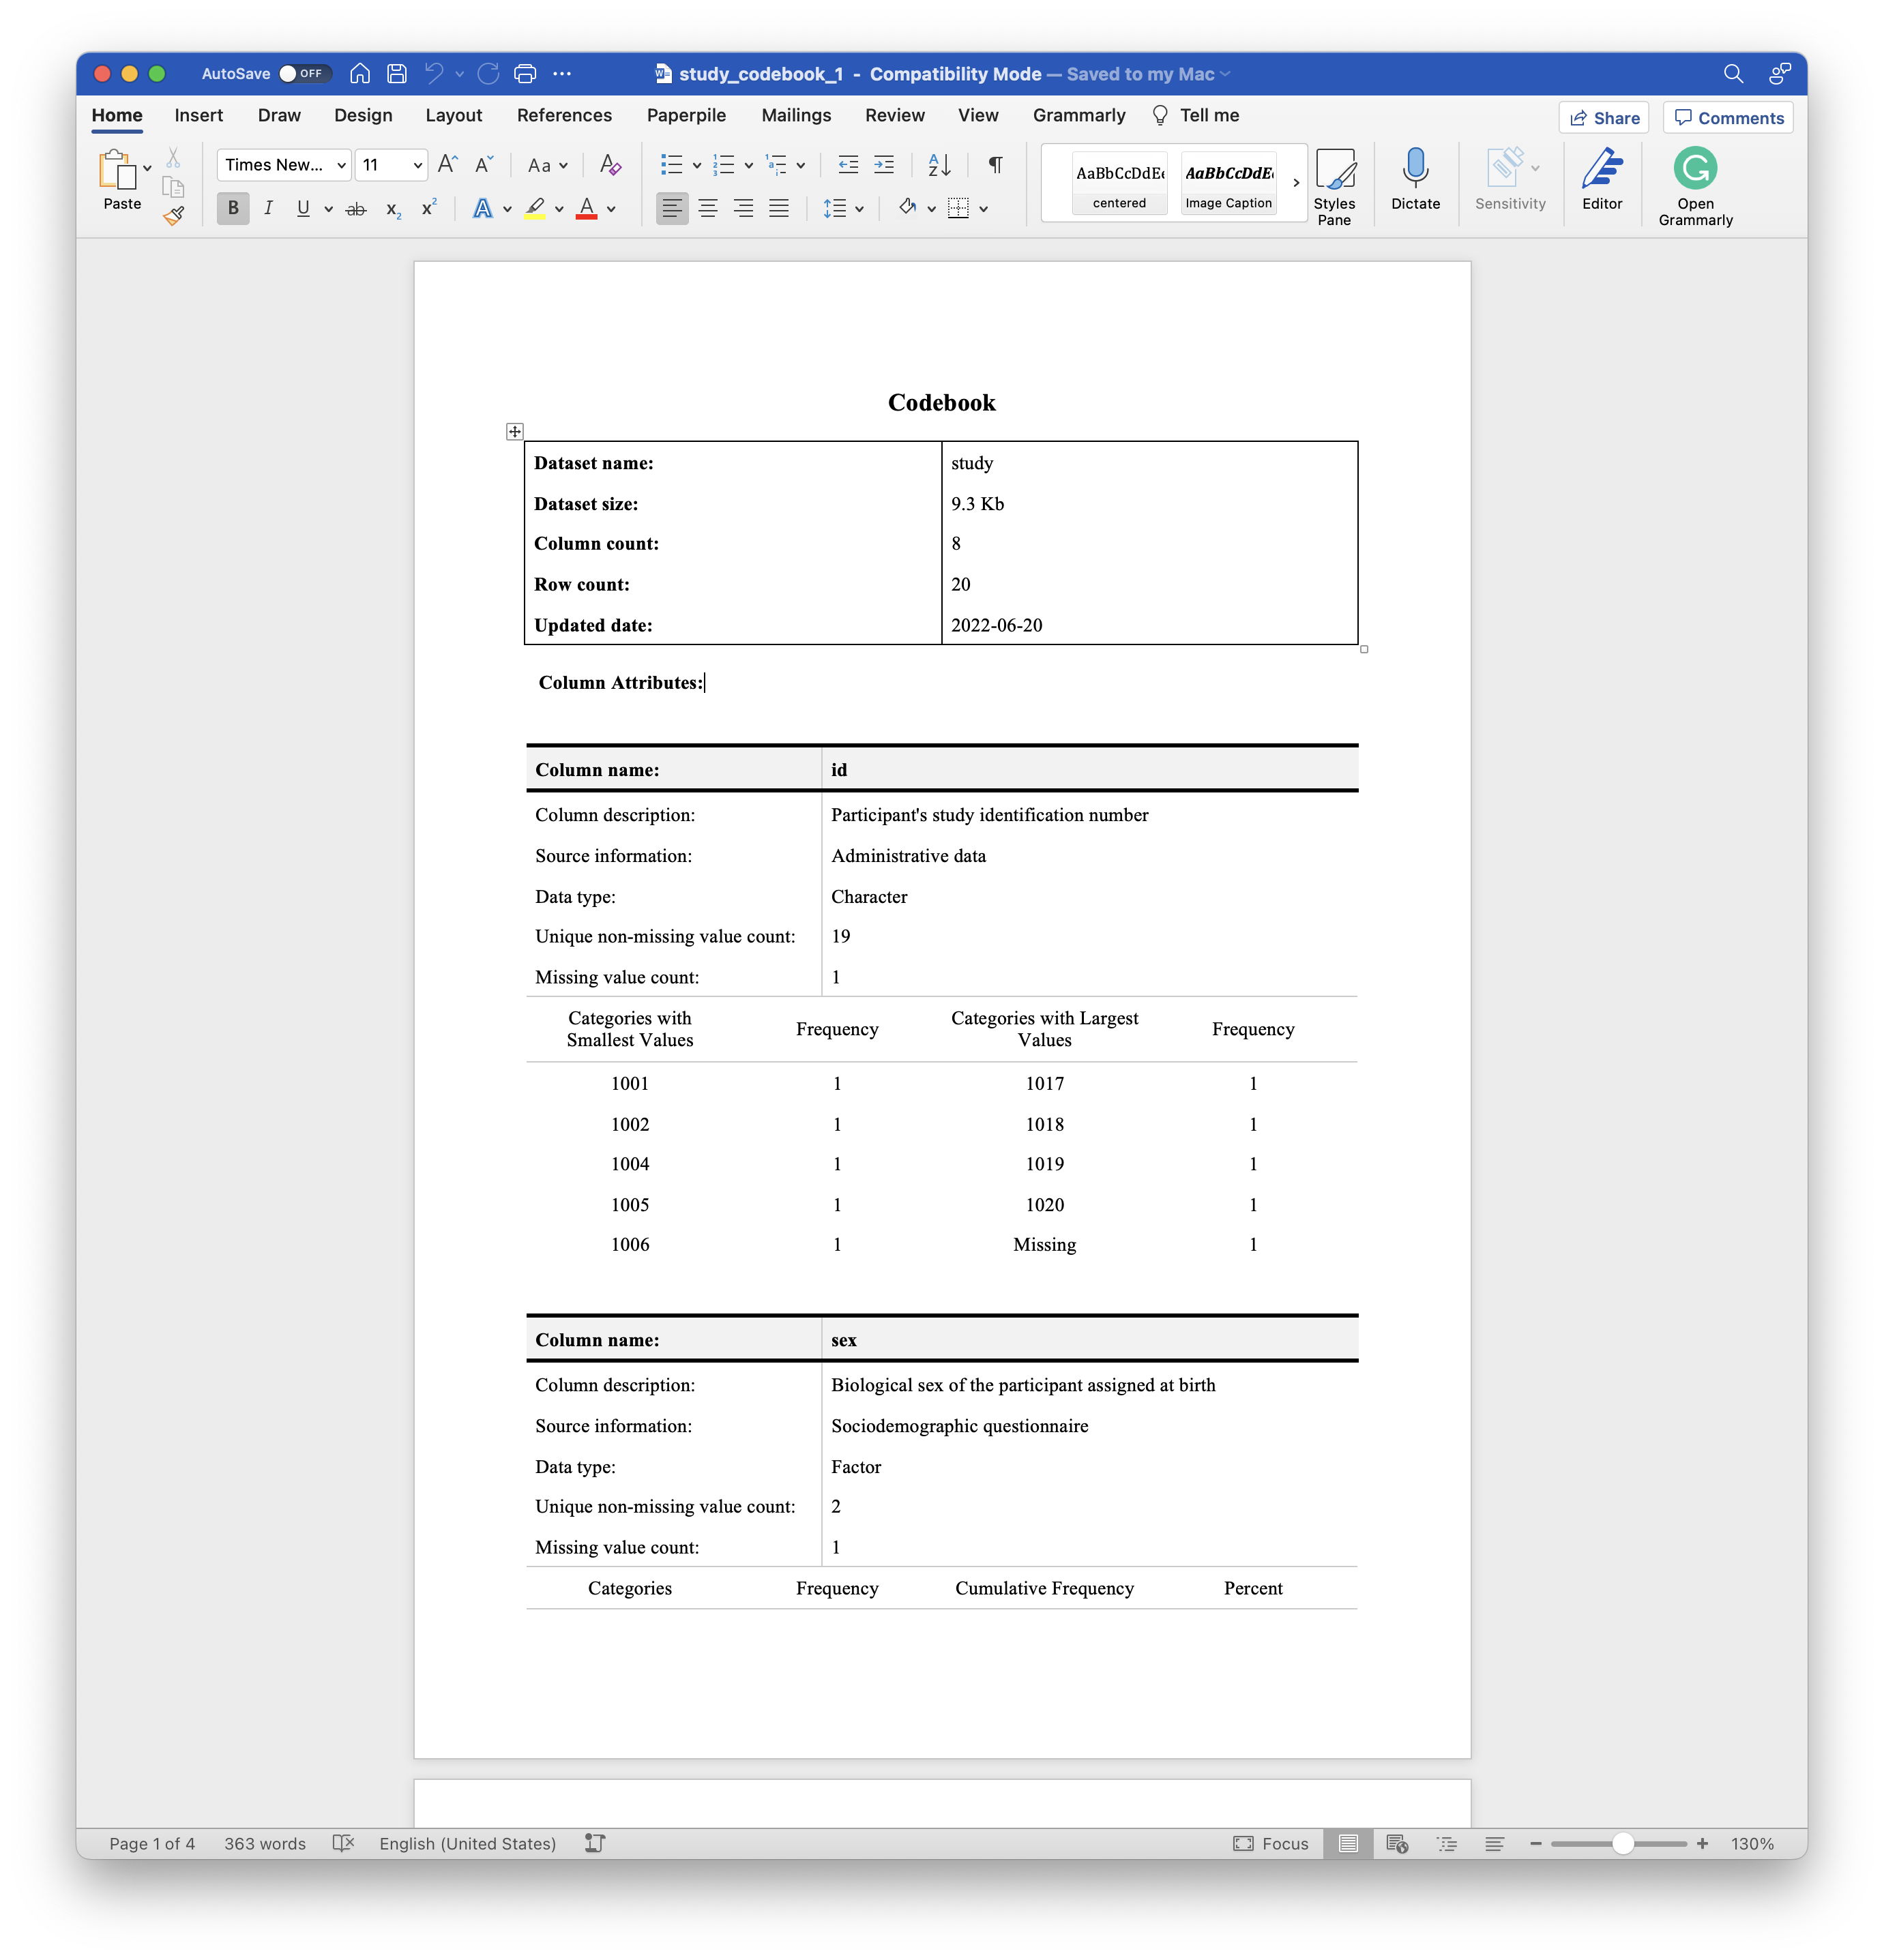 AutoSave OFF study_codebook_1 - Compatibility Mode — Saved to my Mac
Home Insert Draw Design Layout References Paperpile Mailings Review View Grammarly Tell me Share Comments
Paste Times New... 11 Aa AaBbCcDdEe AaBbCcDdE Styles Pane Dictate Sensitivity Editor Open Grammarly
B I U ab x2 x2 A A centered Image Caption
Codebook
Dataset name: study
Dataset size: 9.3 Kb
Column count: 8
Row count: 20
Updated date: 2022-06-20
Column Attributes:
Column name: id
Column description: Participant's study identification number
Source information: Administrative data
Data type: Character
Unique non-missing value count: 19
Missing value count: 1
Categories with Smallest Values Frequency Categories with Largest Values Frequency
1001 1 1017 1
1002 1 1018 1
1004 1 1019 1
1005 1 1020 1
1006 1 Missing 1
Column name: sex
Column description: Biological sex of the participant assigned at birth
Source information: Sociodemographic questionnaire
Data type: Factor
Unique non-missing value count: 2
Missing value count: 1
Categories Frequency Cumulative Frequency Percent
Page 1 of 4 363 words English (United States) Focus 130%